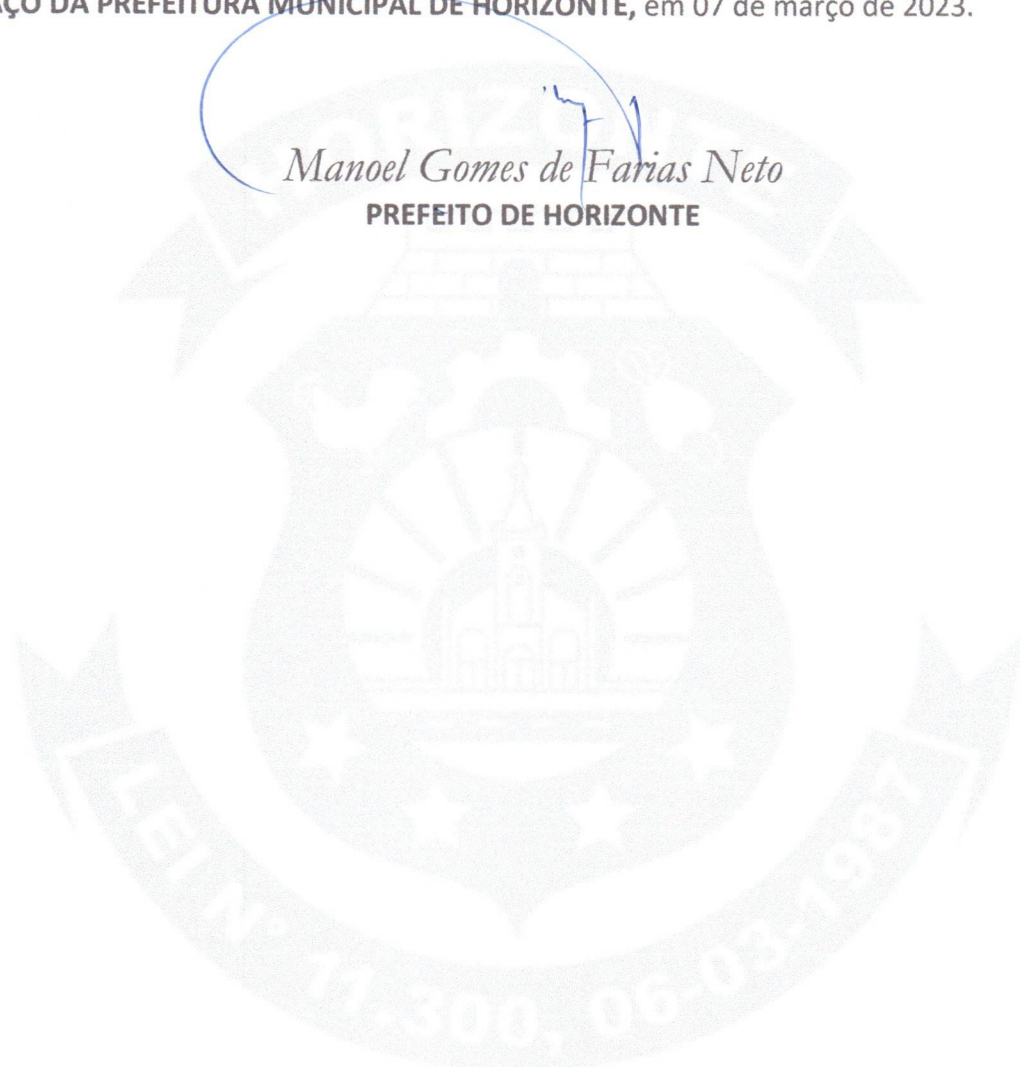 ÇO DA PREFEITURA MUNICIPAL DE HORIZONTE, em 07 de março de 2023.
HORIZONTE
Manoel Gomes de Farias Neto
PREFEITO DE HORIZONTE
LEI Nº 11.300, 06-03-1987